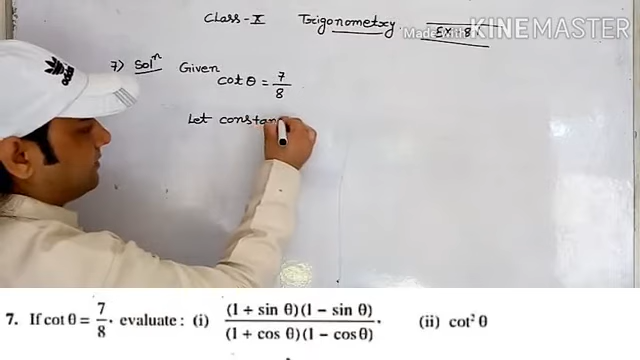 Class-X Trigonometry Ex 8
Made with KINEMASTER
adidas
7) Solⁿ Given
cot θ = 7/8
Let constan
7. If cot θ = 7/8, evaluate : (i) (1 + sin θ)(1 – sin θ)/(1 + cos θ)(1 – cos θ), (ii) cot² θ